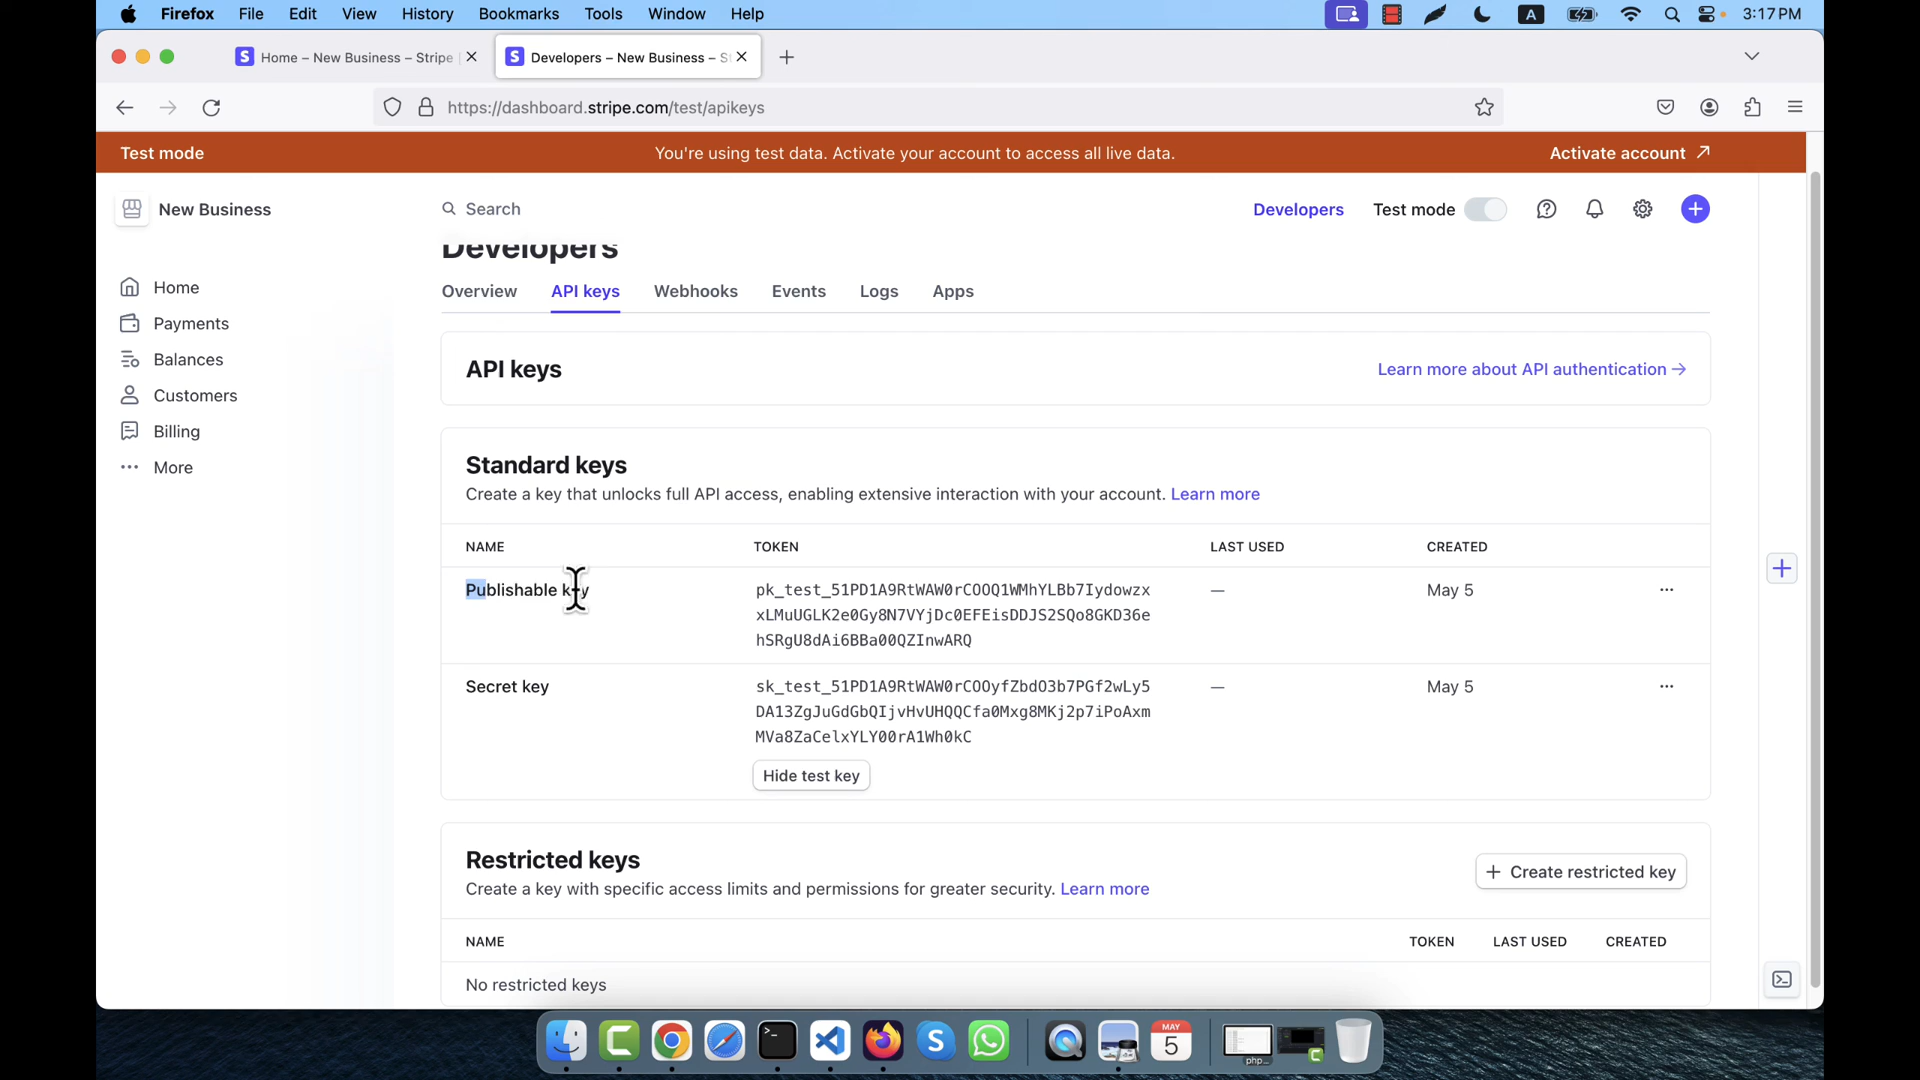 Firefox File Edit View History Bookmarks Tools Window Help A 3:17 PM
S Home – New Business – Stripe S Developers – New Business – S
https://dashboard.stripe.com/test/apikeys
Test mode You're using test data. Activate your account to access all live data. Activate account
New Business Search Developers Test mode
Developers
Home
Payments
Balances
Customers
Billing
More
Overview API keys Webhooks Events Logs Apps
API keys Learn more about API authentication →
Standard keys
Create a key that unlocks full API access, enabling extensive interaction with your account. Learn more
NAME TOKEN LAST USED CREATED
Publishable key pk_test_51PD1A9RtWAW0rCOOQ1WMhYLBb7Iydowzx — May 5
xLMuUGLK2e0Gy8N7VYjDc0EFEisDDJS2SQo8GKD36e
hSRgU8dAi6BBa00QZInwARQ
Secret key sk_test_51PD1A9RtWAW0rCOOyfZbdO3b7PGf2wLy5 — May 5
DA13ZgJuGdGbQIjvHvUHQQCfa0Mxg8MKj2p7iPoAxm
MVa8ZaCelxYLY00rA1Wh0kC
Hide test key
Restricted keys
Create a key with specific access limits and permissions for greater security. Learn more
+ Create restricted key
NAME TOKEN LAST USED CREATED
No restricted keys
MAY
5
php